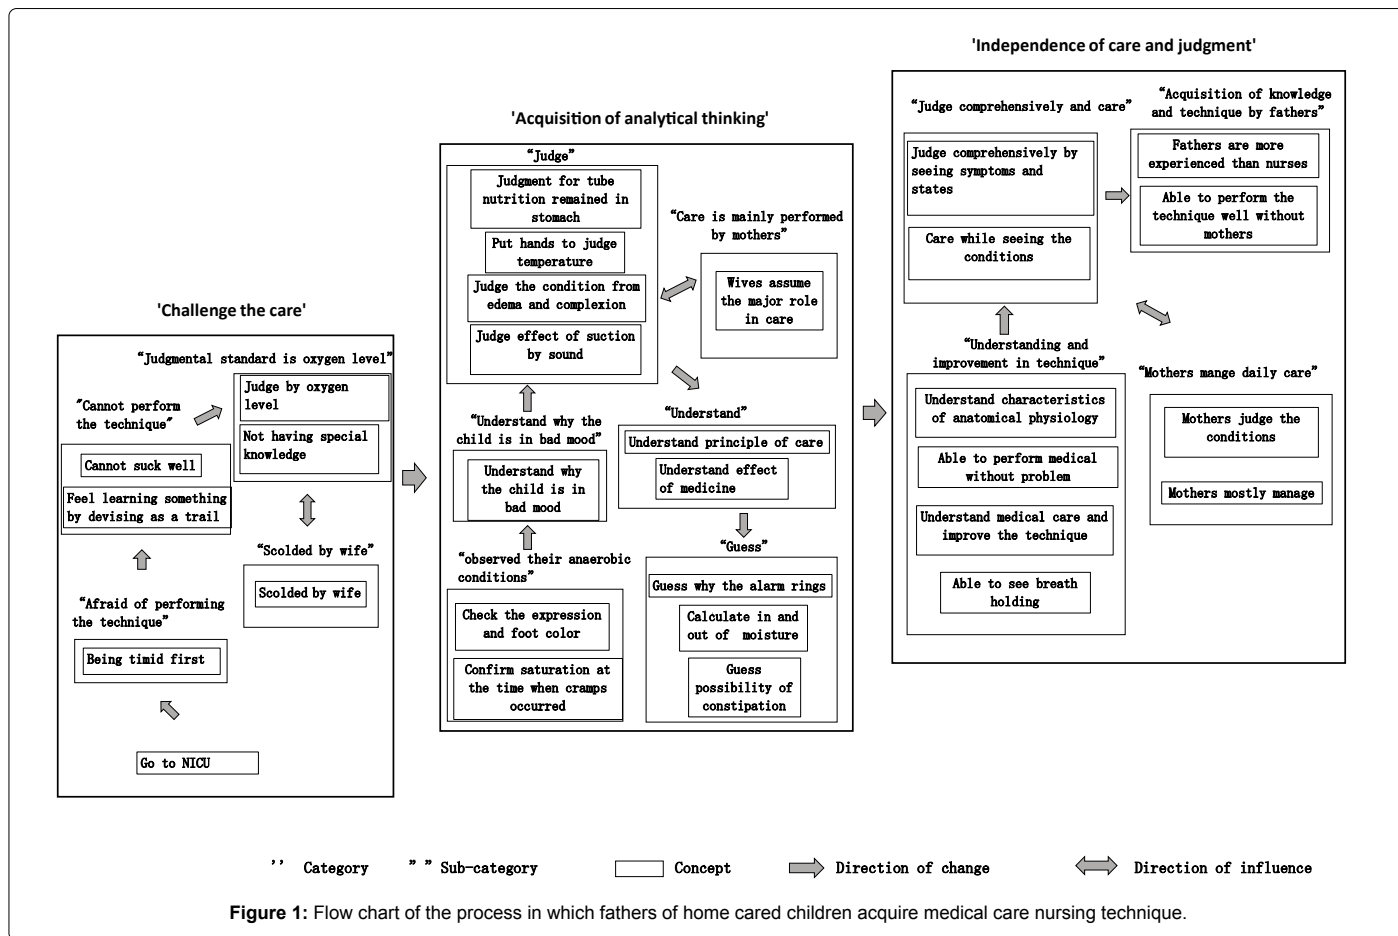 'Challenge the care'
“Judgmental standard is oxygen level”
Judge by oxygen
level
Not having special
knowledge
“Cannot perform
the technique”
Cannot suck well
Feel learning something
by devising as a trail
“Scolded by wife”
Scolded by wife
“Afraid of performing
the technique”
Being timid first
Go to NICU
'Acquisition of analytical thinking'
“Judge”
Judgment for tube
nutrition remained in
stomach
Put hands to judge
temperature
Judge the condition from
edema and complexion
Judge effect of suction
by sound
“Care is mainly performed
by mothers”
Wives assume
the major role
in care
“Understand why the
child is in bad mood”
Understand why
the child is in
bad mood
“observed their anaerobic
conditions”
Check the expression
and foot color
Confirm saturation at
the time when cramps
occurred
“Understand”
Understand principle of care
Understand effect
of medicine
“Guess”
Guess why the alarm rings
Calculate in and
out of moisture
Guess
possibility of
constipation
'Independence of care and judgment'
“Judge comprehensively and care”
Judge comprehensively by
seeing symptoms and
states
Care while seeing the
conditions
“Acquisition of knowledge
and technique by fathers”
Fathers are more
experienced than nurses
Able to perform the
technique well without
mothers
“Understanding and
improvement in technique”
Understand characteristics
of anatomical physiology
Able to perform medical
without problem
Understand medical care and
improve the technique
Able to see breath
holding
“Mothers mange daily care”
Mothers judge the
conditions
Mothers mostly manage
' ' Category ” ” Sub-category Concept Direction of change Direction of influence
Figure 1: Flow chart of the process in which fathers of home cared children acquire medical care nursing technique.